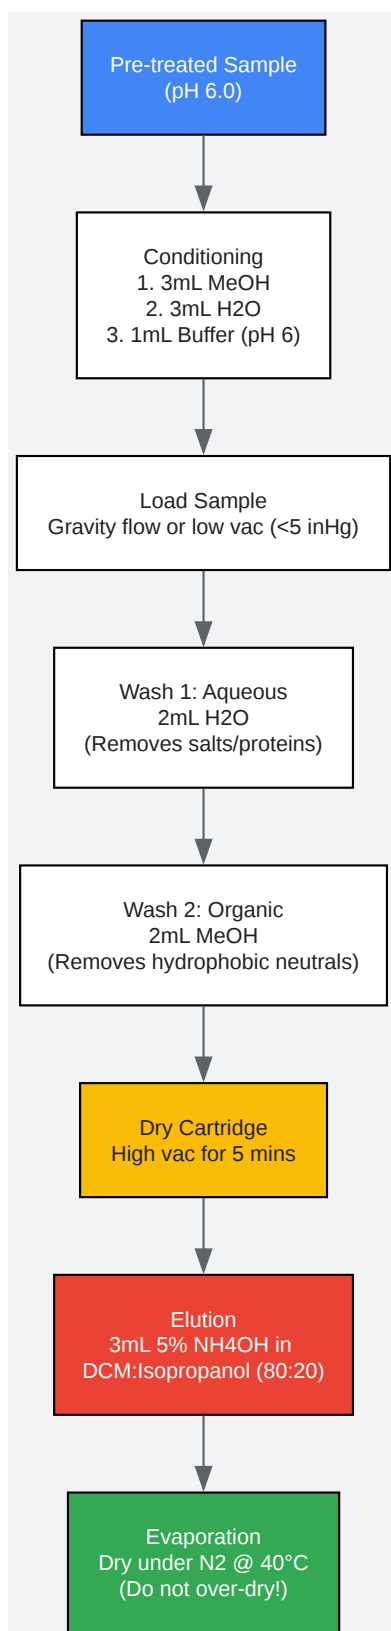 Pre-treated Sample
(pH 6.0)
Conditioning
1. 3mL MeOH
2. 3mL H2O
3. 1mL Buffer (pH 6)
Load Sample
Gravity flow or low vac (<5 inHg)
Wash 1: Aqueous
2mL H2O
(Removes salts/proteins)
Wash 2: Organic
2mL MeOH
(Removes hydrophobic neutrals)
Dry Cartridge
High vac for 5 mins
Elution
3mL 5% NH4OH in
DCM:Isopropanol (80:20)
Evaporation
Dry under N2 @ 40°C
(Do not over-dry!)